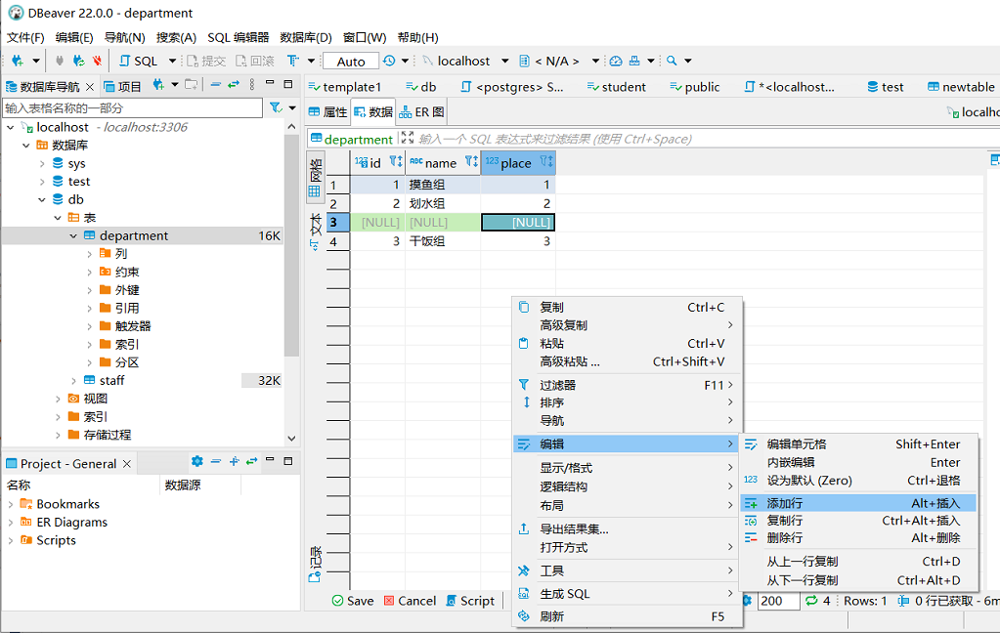 DBeaver 22.0.0 - department
文件(F) 编辑(E) 导航(N) 搜索(A) SQL 编辑器 数据库(D) 窗口(W) 帮助(H)
SQL 提交 回滚 Auto localhost < N/A >
数据库导航 项目
template1 db <postgres> S... student public *<localhost... test newtable
输入表格名称的一部分
属性 数据 ER 图 localho
localhost - localhost:3306
department 输入一个 SQL 表达式来过滤结果 (使用 Ctrl+Space)
数据库
sys
test
db
表
department 16K
列
约束
外键
引用
触发器
索引
分区
staff 32K
视图
索引
存储过程
网格
文本
记录
123 id ABC name 123 place
1 1 摸鱼组 1
2 2 划水组 2
3 [NULL] [NULL] [NULL]
4 3 干饭组 3
复制 Ctrl+C
高级复制
粘贴 Ctrl+V
高级粘贴 ... Ctrl+Shift+V
过滤器 F11
排序
导航
编辑
显示/格式
逻辑结构
布局
导出结果集...
打开方式
工具
生成 SQL
刷新 F5
编辑单元格 Shift+Enter
内嵌编辑 Enter
123 设为默认 (Zero) Ctrl+退格
添加行 Alt+插入
复制行 Ctrl+Alt+插入
删除行 Alt+删除
从上一行复制 Ctrl+D
从下一行复制 Ctrl+Alt+D
Project - General
名称 数据源
Bookmarks
ER Diagrams
Scripts
Save Cancel Script 200 4 Rows: 1 0 行已获取 - 6m